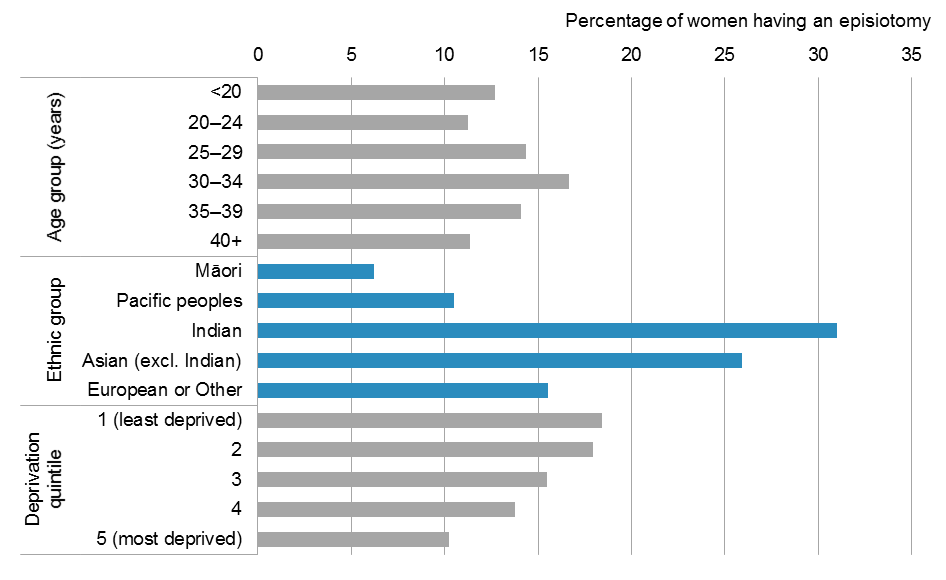 Percentage of women having an episiotomy
0 5 10 15 20 25 30 35
Age group (years)
<20
20–24
25–29
30–34
35–39
40+
Ethnic group
Māori
Pacific peoples
Indian
Asian (excl. Indian)
European or Other
Deprivation
quintile
1 (least deprived)
2
3
4
5 (most deprived)